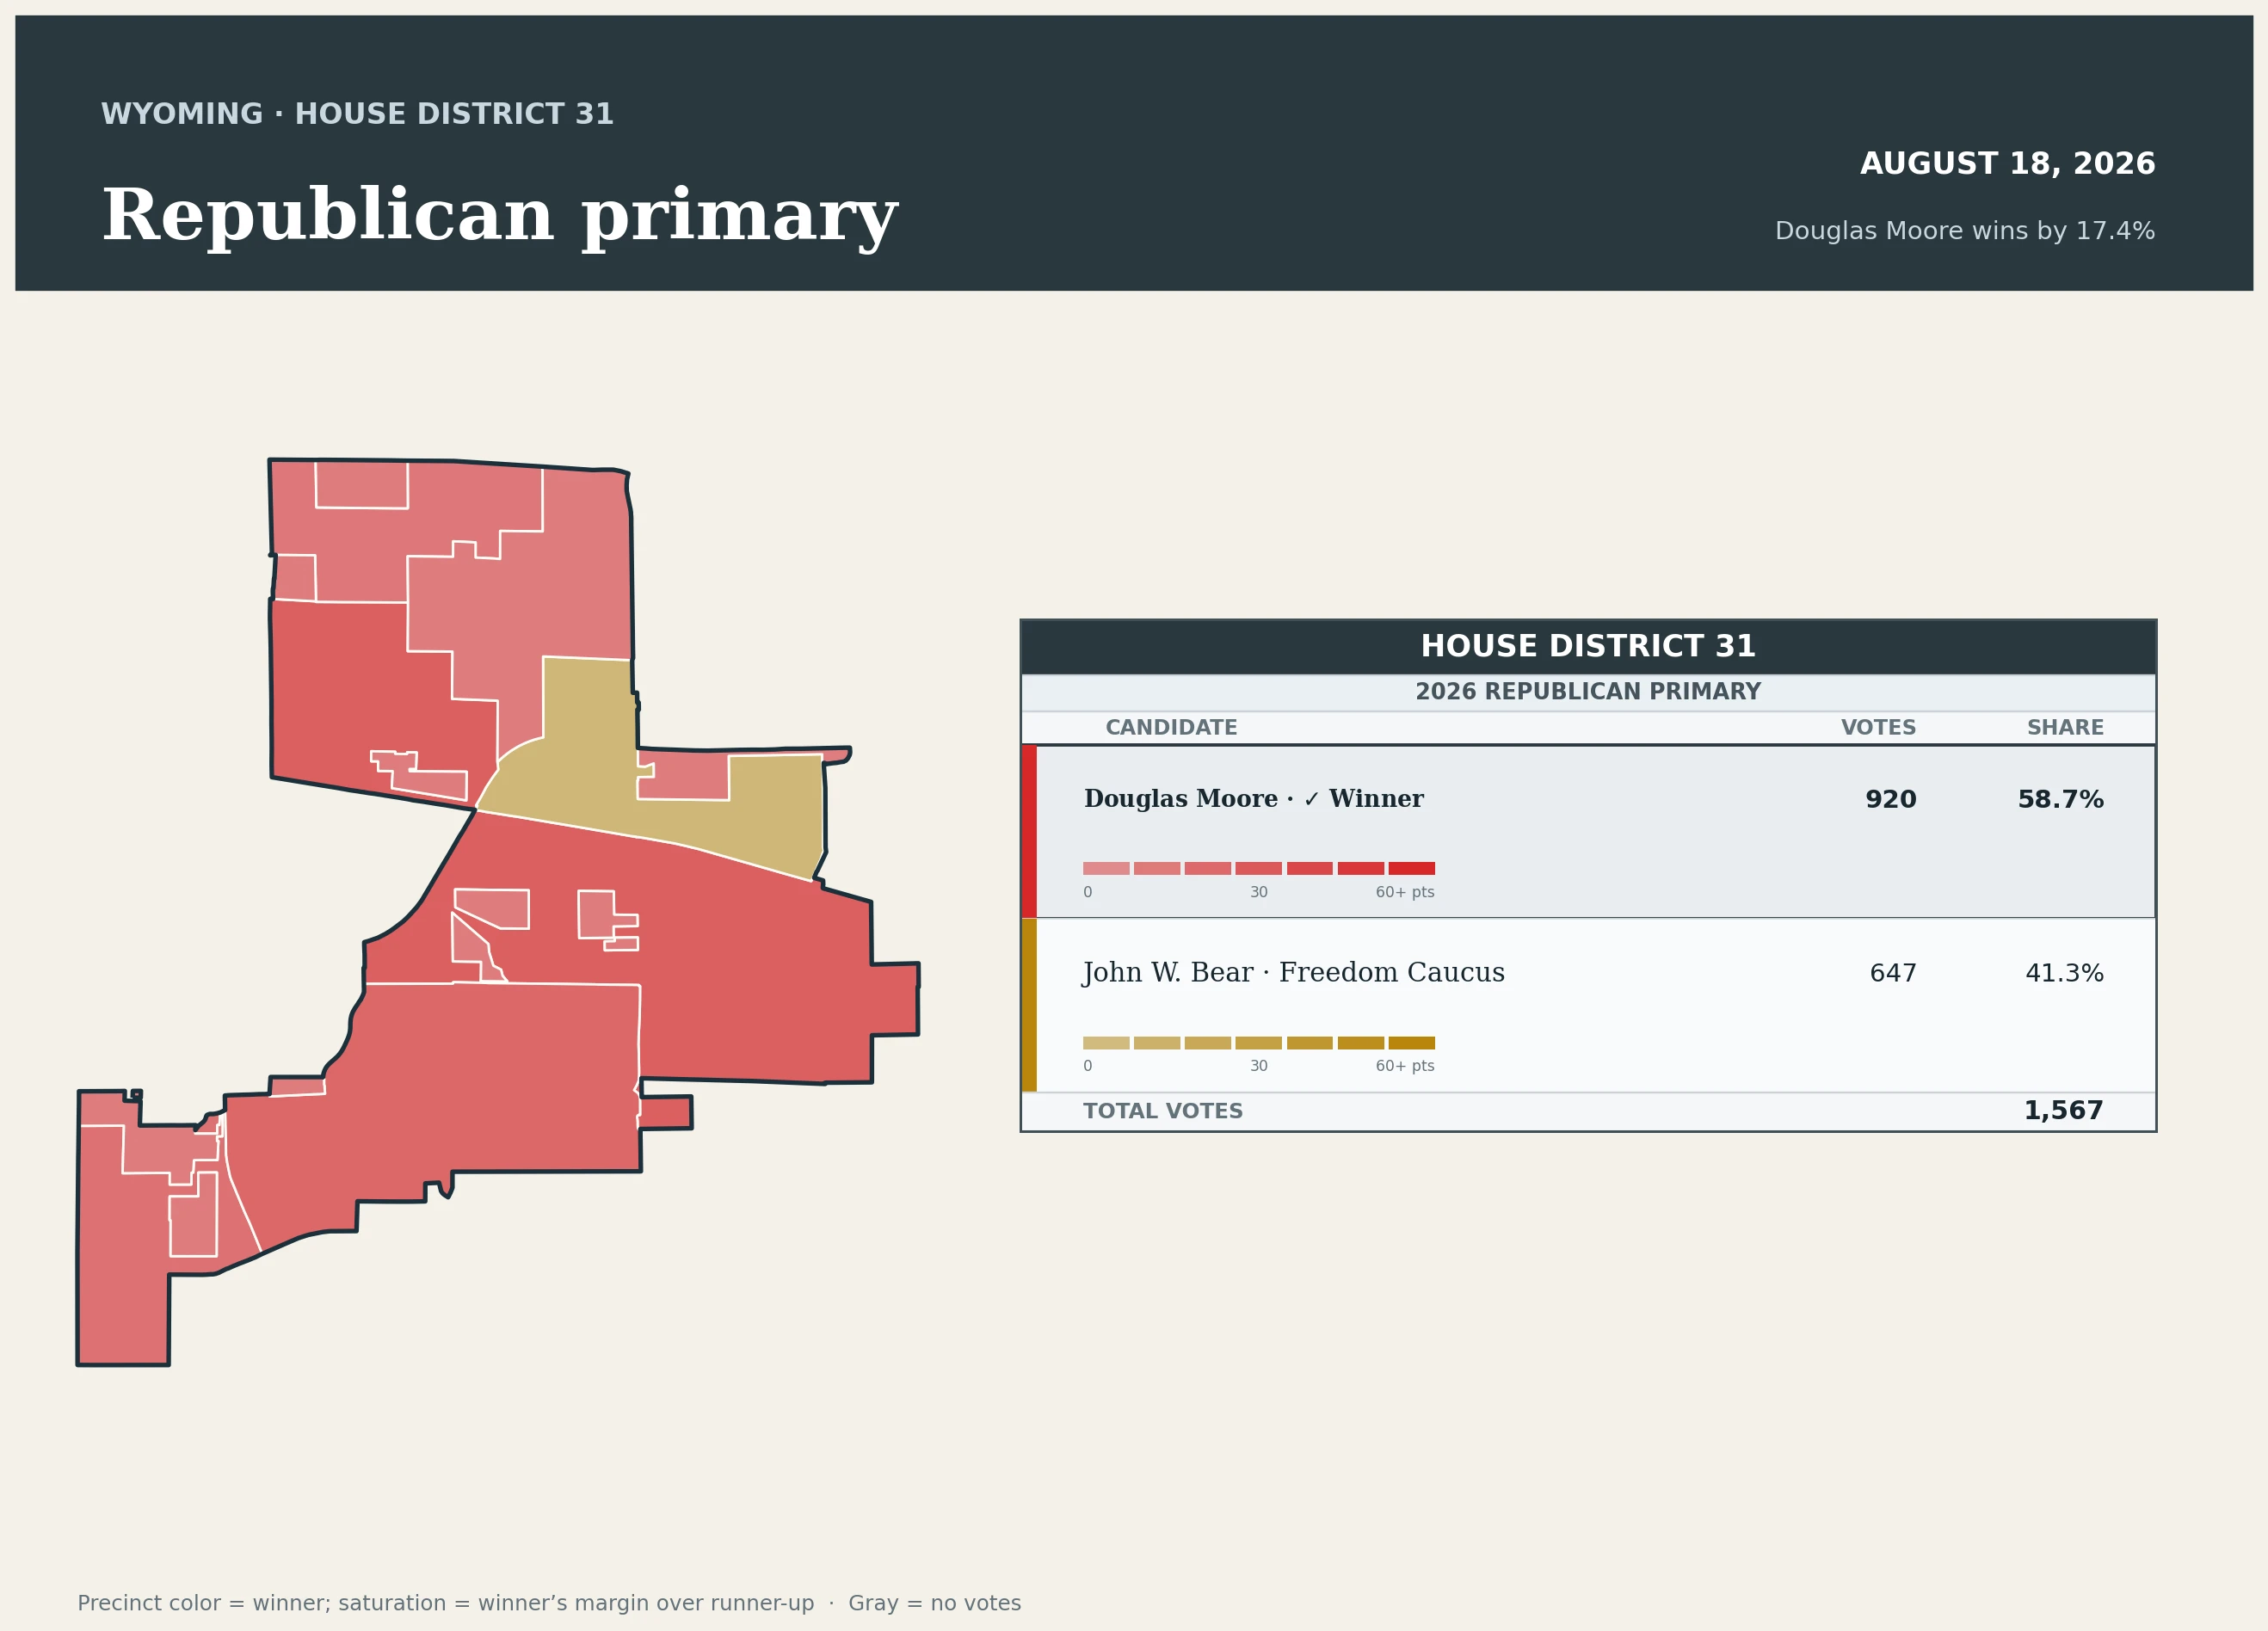 WYOMING · HOUSE DISTRICT 31
Republican primary
AUGUST 18, 2026
Douglas Moore wins by 17.4%
HOUSE DISTRICT 31
2026 REPUBLICAN PRIMARY
CANDIDATE VOTES SHARE
Douglas Moore · ✓ Winner 920 58.7%
0 30 60+ pts
John W. Bear · Freedom Caucus 647 41.3%
0 30 60+ pts
TOTAL VOTES 1,567
Precinct color = winner; saturation = winner’s margin over runner-up · Gray = no votes